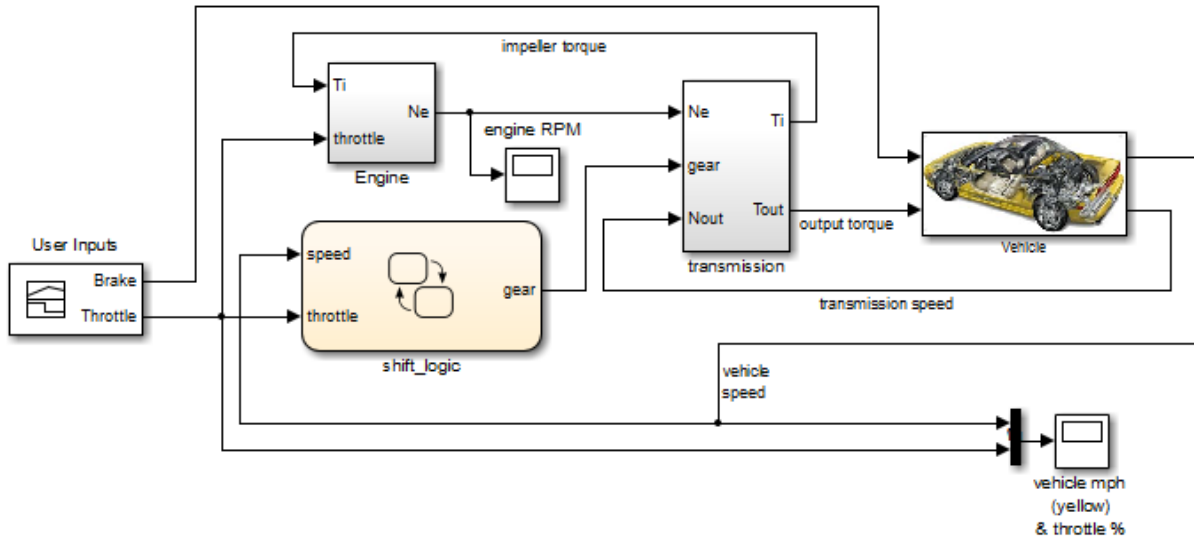 impeller torque
Ti
Ne
throttle
Engine
engine RPM
Ne
Ti
gear
Nout
Tout
transmission
output torque
Vehicle
transmission speed
User Inputs
Brake
Throttle
speed
gear
throttle
shift_logic
vehicle
speed
vehicle mph
(yellow)
& throttle %